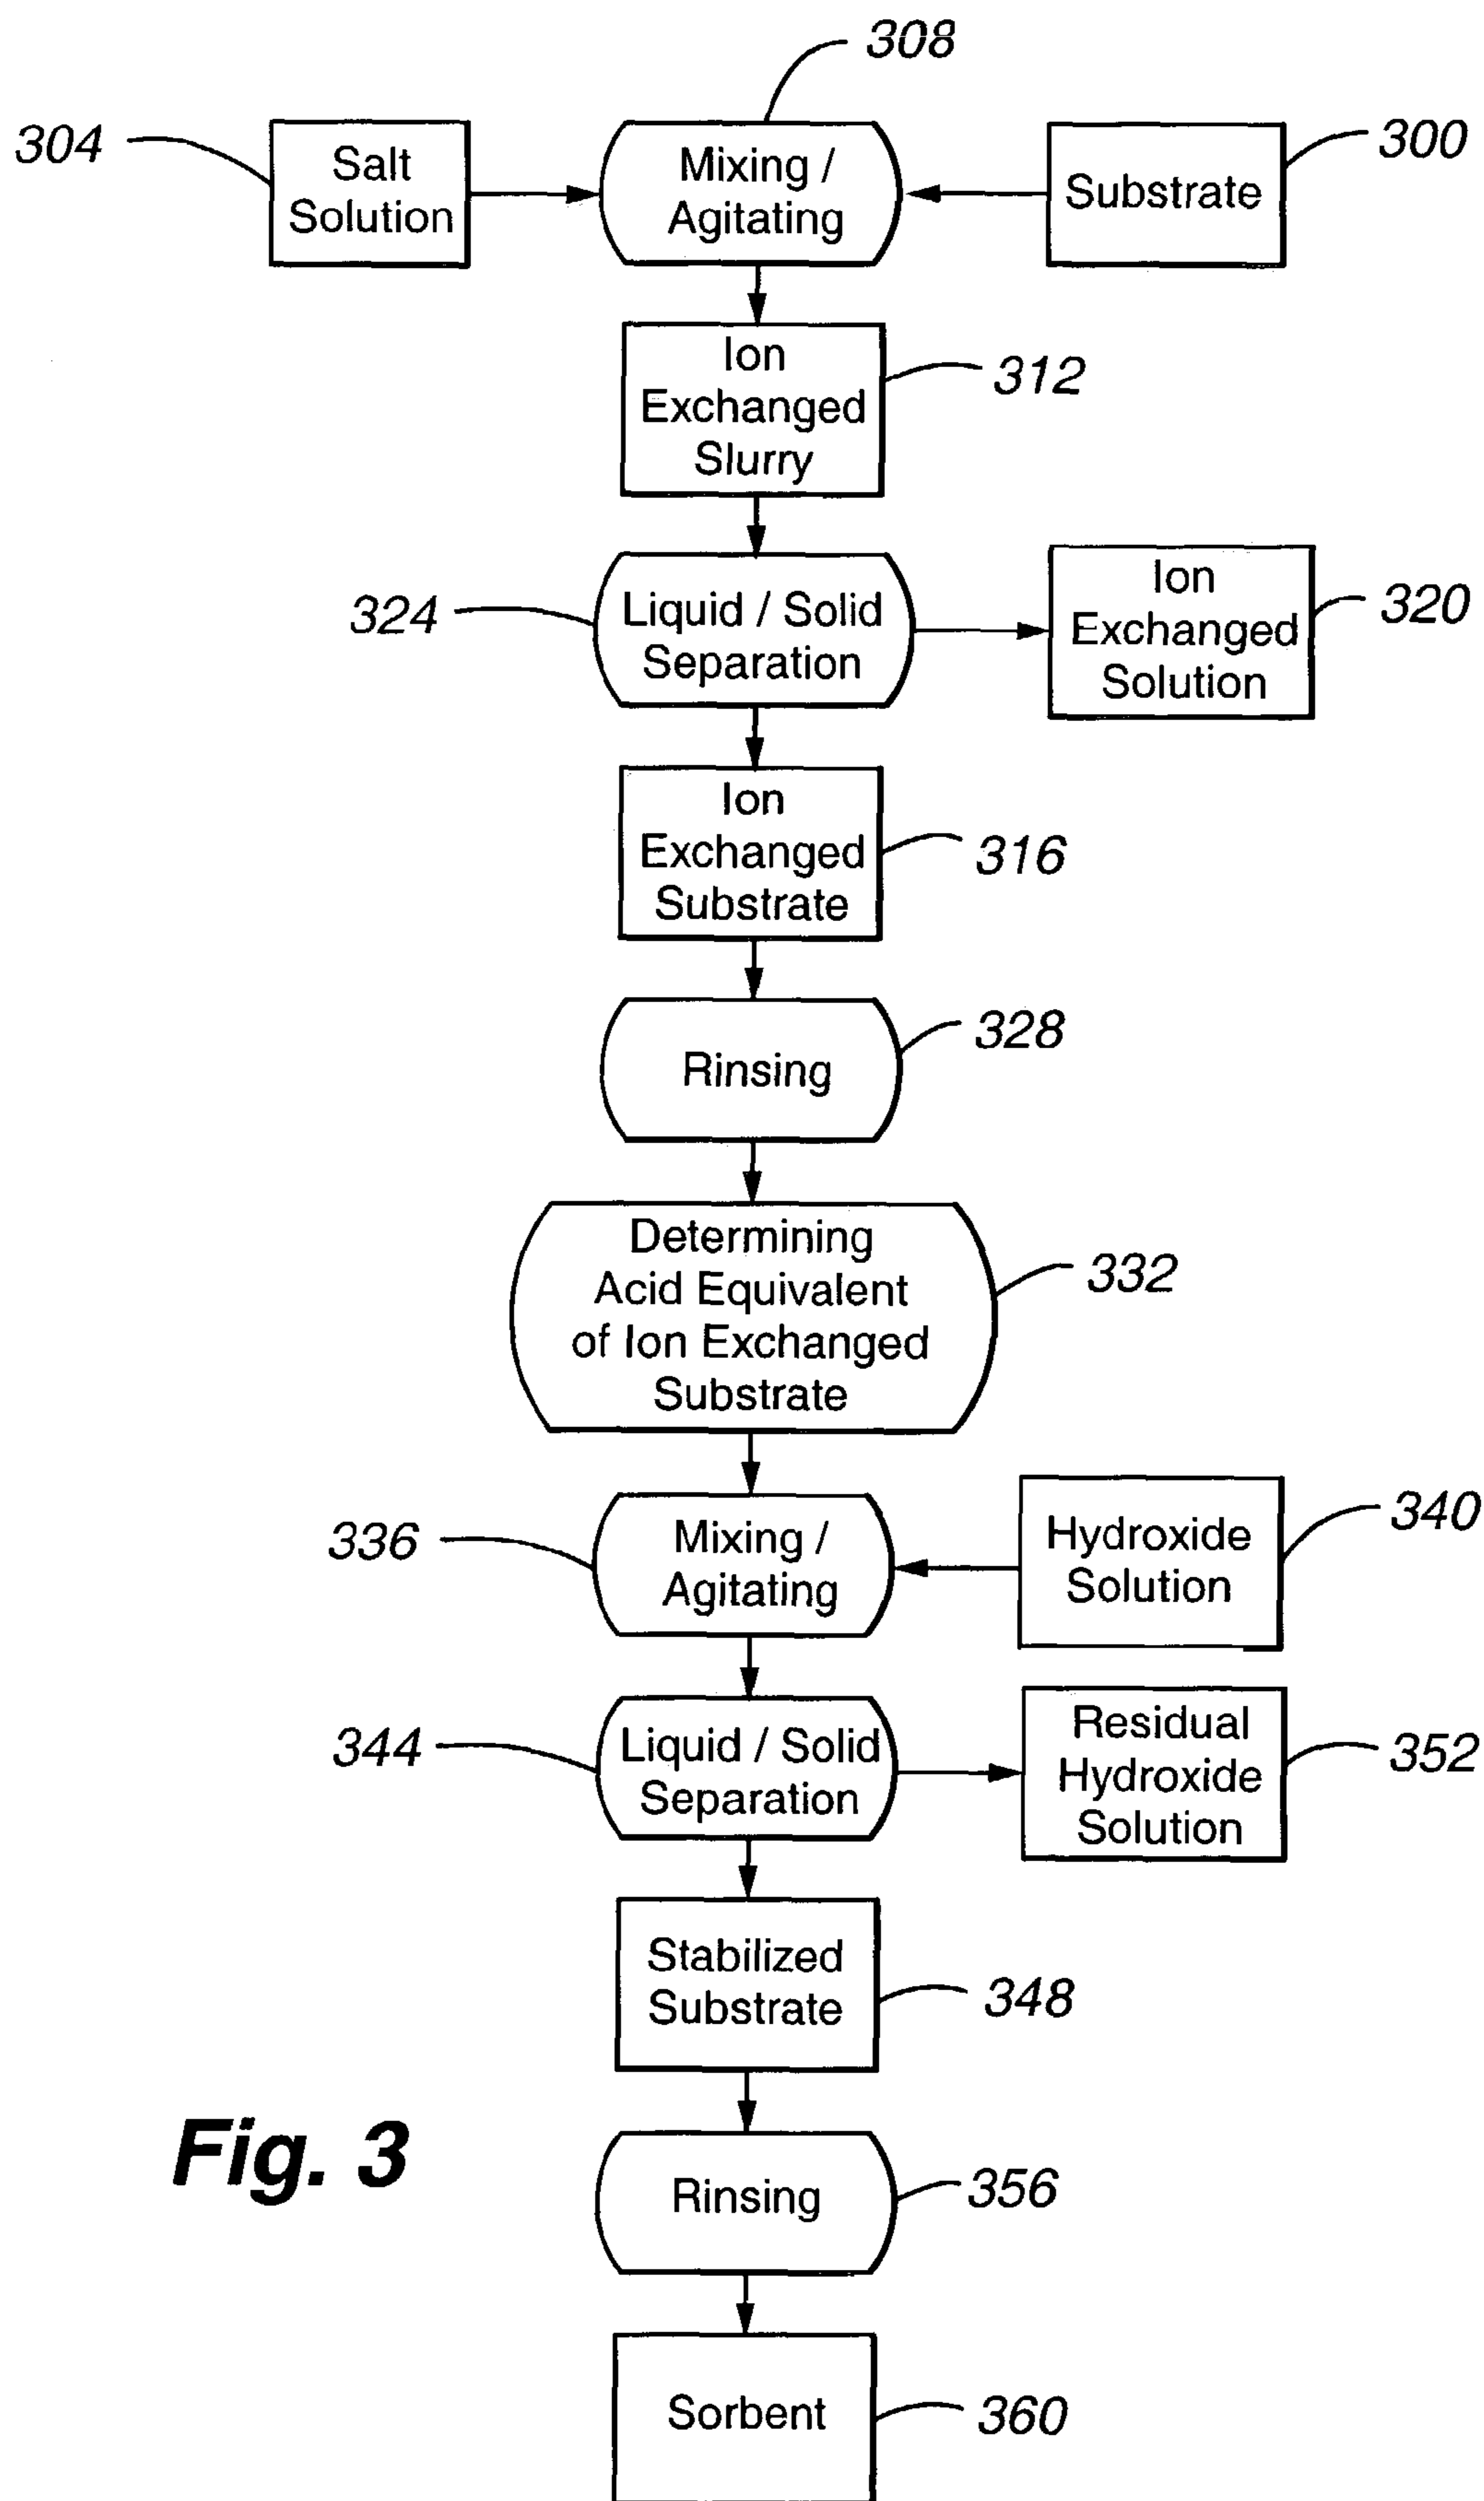 308
304
Salt
Solution
Mixing /
Agitating
Substrate
300
Ion
Exchanged
Slurry
312
324
Liquid / Solid
Separation
Ion
Exchanged
Solution
320
Ion
Exchanged
Substrate
316
Rinsing
328
Determining
Acid Equivalent
of Ion Exchanged
Substrate
332
336
Mixing /
Agitating
Hydroxide
Solution
340
344
Liquid / Solid
Separation
Residual
Hydroxide
Solution
352
Stabilized
Substrate
348
Fig. 3
Rinsing
356
Sorbent
360